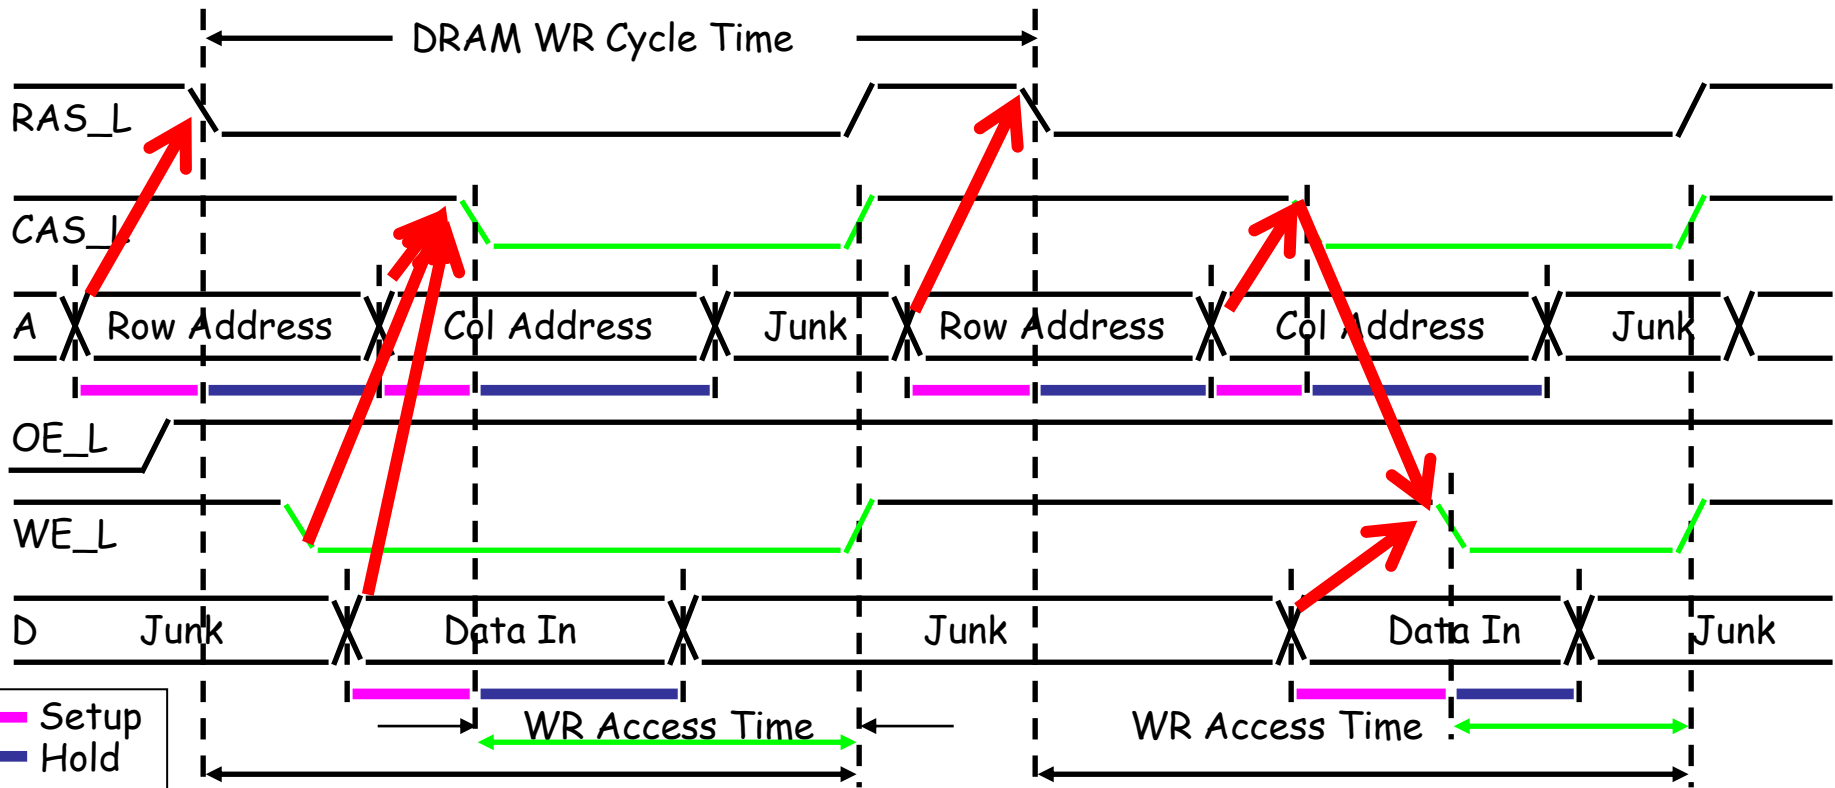 DRAM WR Cycle Time
RAS_L
CAS_L
A Row Address Col Address Junk Row Address Col Address Junk
OE_L
WE_L
D Junk Data In Junk Data In Junk
Setup WR Access Time WR Access Time
Hold